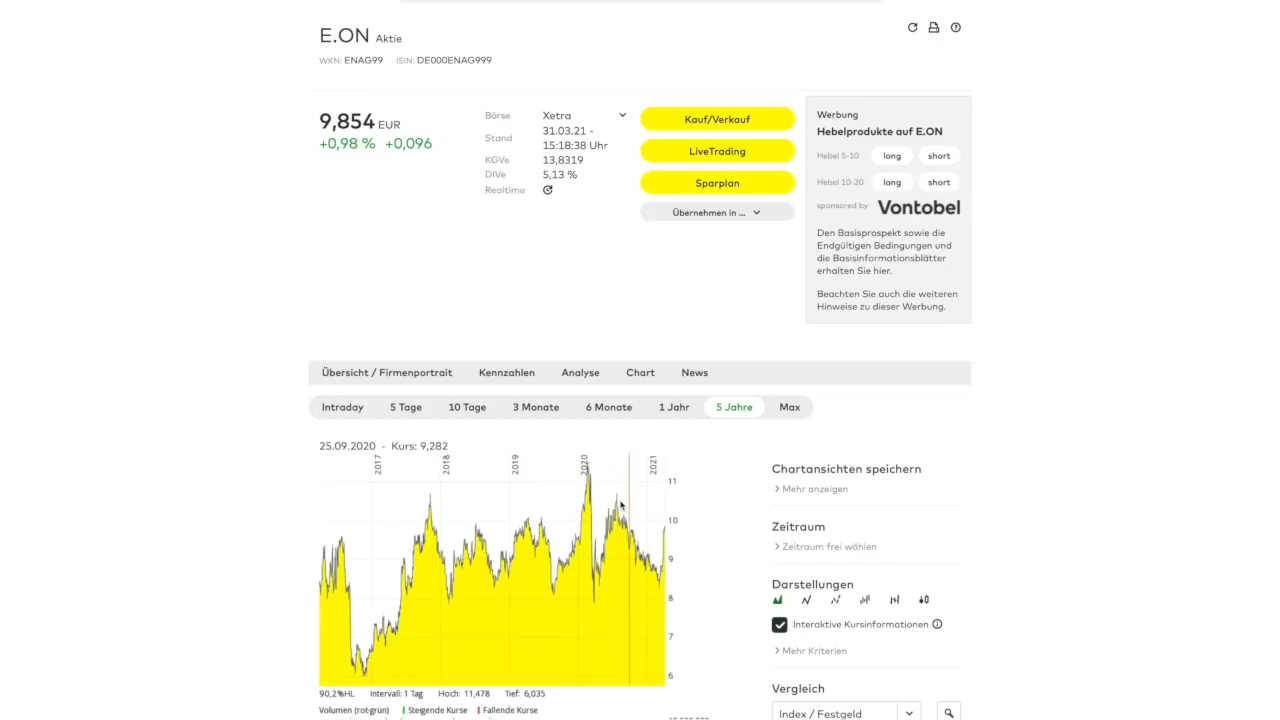 E.ON Aktie
WKN: ENAG99 ISIN: DE000ENAG999
9,854 EUR
+0,98 % +0,096
Börse Xetra
Stand 31.03.21 -
15:18:38 Uhr
KGVe 13,8319
DIVe 5,13 %
Realtime
Kauf/Verkauf
LiveTrading
Sparplan
Übernehmen in ...
Werbung
Hebelprodukte auf E.ON
Hebel 5-10 long short
Hebel 10-20 long short
sponsored by Vontobel
Den Basisprospekt sowie die
Endgültigen Bedingungen und
die Basisinformationsblätter
erhalten Sie hier.
Beachten Sie auch die weiteren
Hinweise zu dieser Werbung.
Übersicht / Firmenportrait Kennzahlen Analyse Chart News
Intraday 5 Tage 10 Tage 3 Monate 6 Monate 1 Jahr 5 Jahre Max
25.09.2020 - Kurs: 9,282
2017 2018 2019 2020 2021
11
10
9
8
7
6
90,2%HL Intervall: 1 Tag Hoch: 11,478 Tief: 6,035
Volumen (rot-grün) Steigende Kurse Fallende Kurse
Chartansichten speichern
Mehr anzeigen
Zeitraum
Zeitraum frei wählen
Darstellungen
Interaktive Kursinformationen
Mehr Kriterien
Vergleich
Index / Festgeld